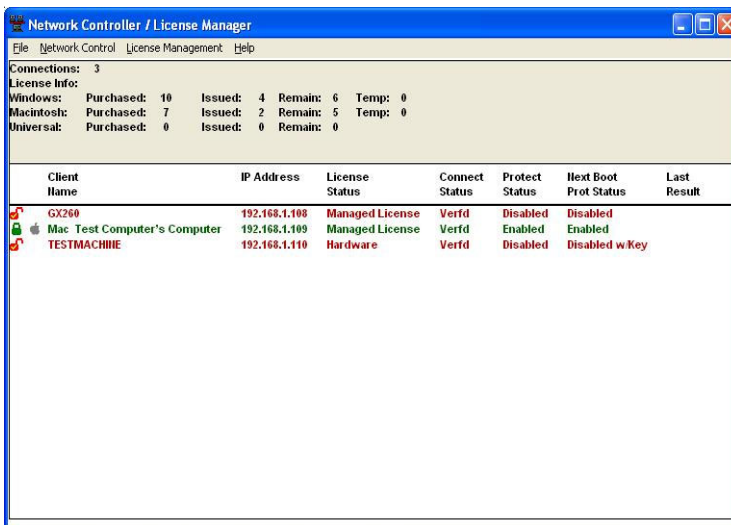 Network Controller / License Manager
File Network Control License Management Help
Connections: 3
License Info:
Windows: Purchased: 10 Issued: 4 Remain: 6 Temp: 0
Macintosh: Purchased: 7 Issued: 2 Remain: 5 Temp: 0
Universal: Purchased: 0 Issued: 0 Remain: 0
Client Name IP Address License Status Connect Status Protect Status Next Boot Prot Status Last Result
GX260 192.168.1.108 Managed License Verfd Disabled Disabled
Mac Test Computer's Computer 192.168.1.109 Managed License Verfd Enabled Enabled
TESTMACHINE 192.168.1.110 Hardware Verfd Disabled Disabled w/Key